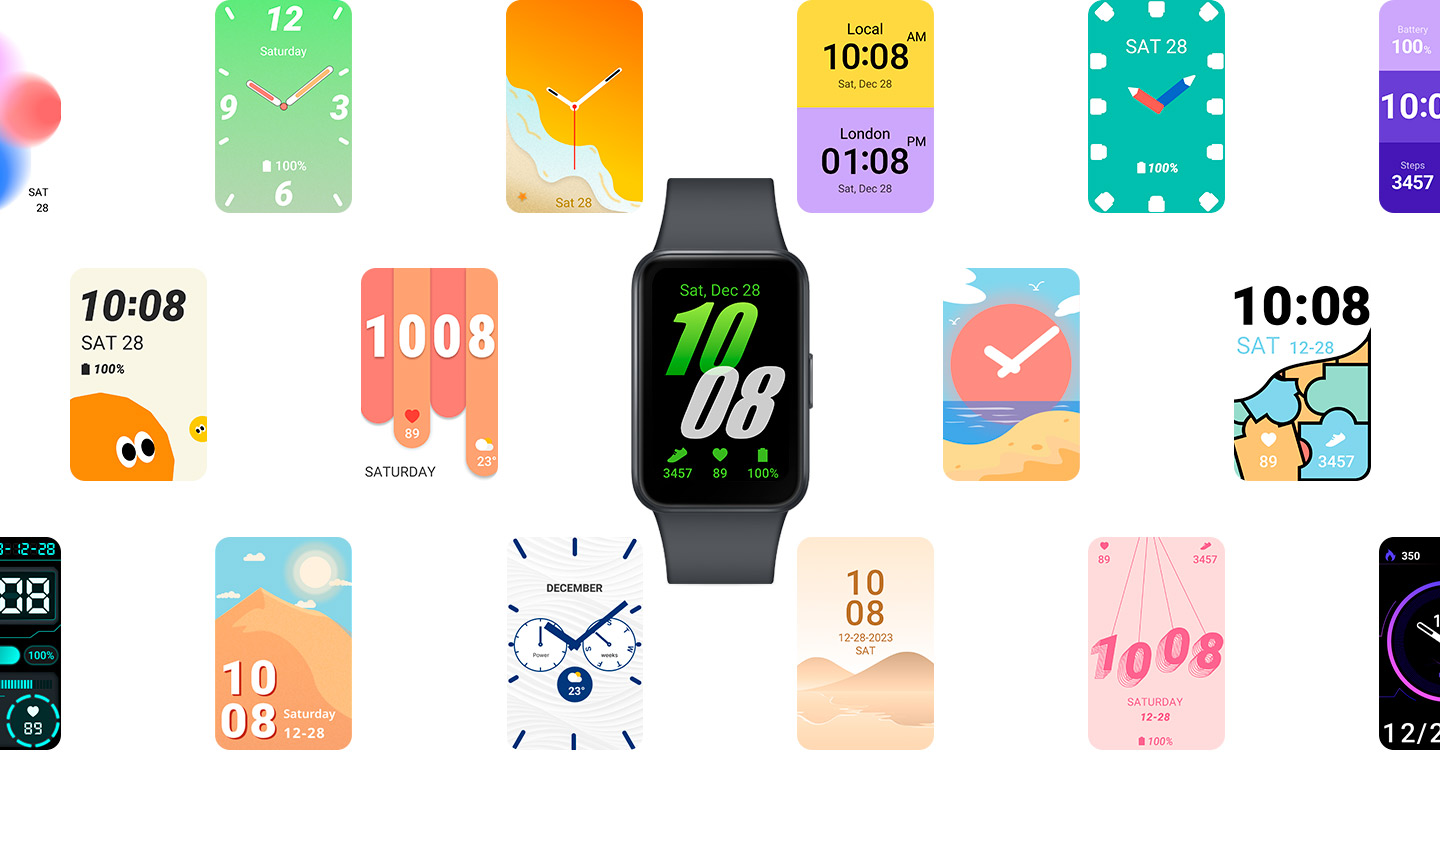 SAT
28
12
Saturday
9
3
100%
6
Sat 28
Local
10:08 AM
Sat, Dec 28
London
01:08 PM
Sat, Dec 28
SAT 28
100%
Battery
100%
10:0
Steps
3457
10:08
SAT 28
100%
1008
89
23°
SATURDAY
Sat, Dec 28
10
08
3457 89 100%
10:08
SAT 12-28
89 3457
12-28
08
100%
89
10
08
Saturday
12-28
DECEMBER
Power
weeks
23°
10
08
12-28-2023
SAT
89 3457
1008
SATURDAY
12-28
100%
350
12/2